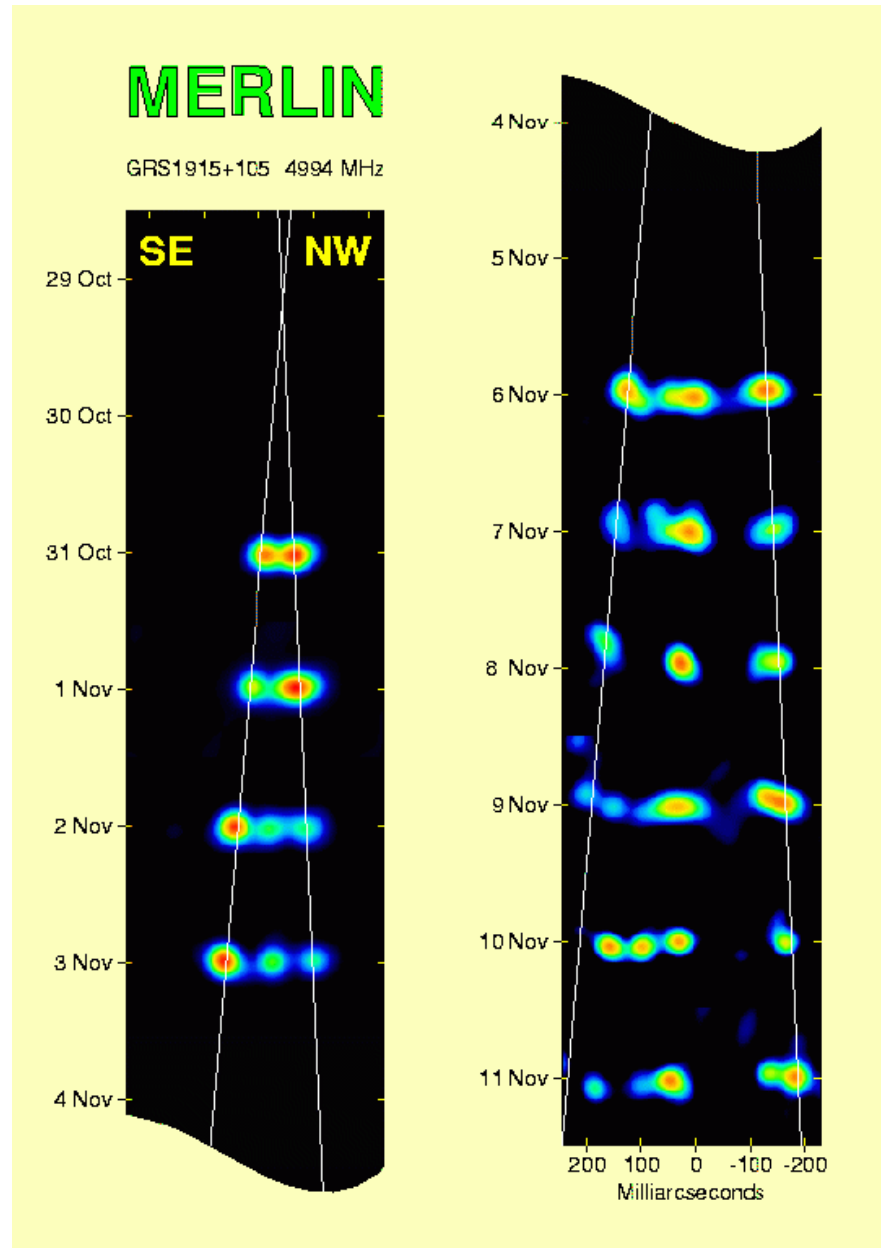 MERLIN
GRS1915+105 4994 MHz
SE NW
29 Oct
30 Oct
31 Oct
1 Nov
2 Nov
3 Nov
4 Nov
4 Nov
5 Nov
6 Nov
7 Nov
8 Nov
9 Nov
10 Nov
11 Nov
200 100 0 -100 -200
Milliarcseconds